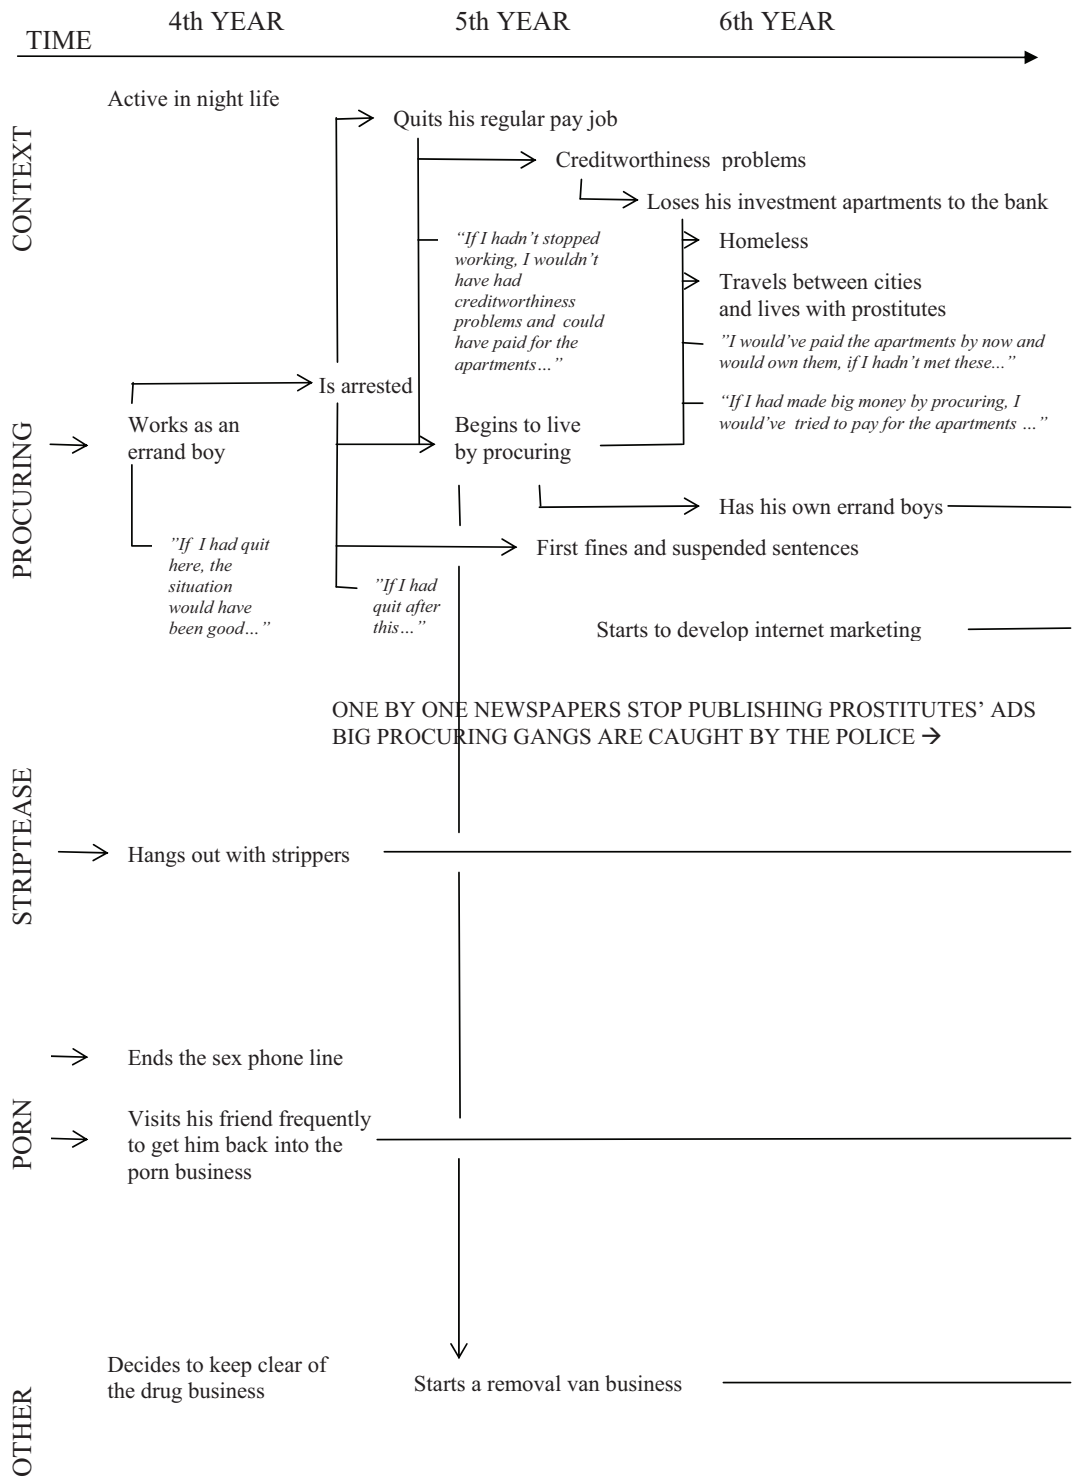 4th YEAR
5th YEAR
6th YEAR
TIME
CONTEXT
Active in night life
Quits his regular pay job
Creditworthiness problems
Loses his investment apartments to the bank
"If I hadn't stopped
working, I wouldn't
have had
creditworthiness
problems and could
have paid for the
apartments…"
Homeless
Travels between cities
and lives with prostitutes
"I would've paid the apartments by now and
would own them, if I hadn't met these..."
"If I had made big money by procuring, I
would've tried to pay for the apartments …"
PROCURING
Is arrested
Works as an
errand boy
Begins to live
by procuring
Has his own errand boys
First fines and suspended sentences
"If I had quit
here, the
situation
would have
been good…"
"If I had
quit after
this…"
Starts to develop internet marketing
ONE BY ONE NEWSPAPERS STOP PUBLISHING PROSTITUTES' ADS
BIG PROCURING GANGS ARE CAUGHT BY THE POLICE →
STRIPTEASE
Hangs out with strippers
PORN
Ends the sex phone line
Visits his friend frequently
to get him back into the
porn business
OTHER
Decides to keep clear of
the drug business
Starts a removal van business